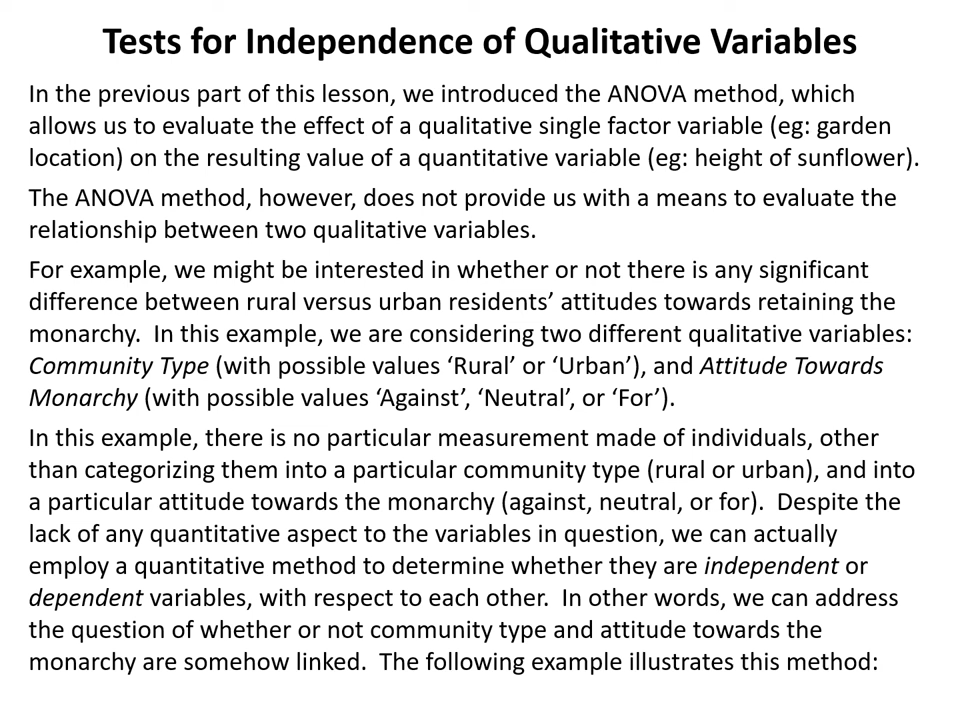 Tests for Independence of Qualitative Variables
In the previous part of this lesson, we introduced the ANOVA method, which
allows us to evaluate the effect of a qualitative single factor variable (eg: garden
location) on the resulting value of a quantitative variable (eg: height of sunflower).
The ANOVA method, however, does not provide us with a means to evaluate the
relationship between two qualitative variables.
For example, we might be interested in whether or not there is any significant
difference between rural versus urban residents’ attitudes towards retaining the
monarchy.  In this example, we are considering two different qualitative variables:
Community Type (with possible values ‘Rural’ or ‘Urban’), and Attitude Towards
Monarchy (with possible values ‘Against’, ‘Neutral’, or ‘For’).
In this example, there is no particular measurement made of individuals, other
than categorizing them into a particular community type (rural or urban), and into
a particular attitude towards the monarchy (against, neutral, or for).  Despite the
lack of any quantitative aspect to the variables in question, we can actually
employ a quantitative method to determine whether they are independent or
dependent variables, with respect to each other.  In other words, we can address
the question of whether or not community type and attitude towards the
monarchy are somehow linked.  The following example illustrates this method: